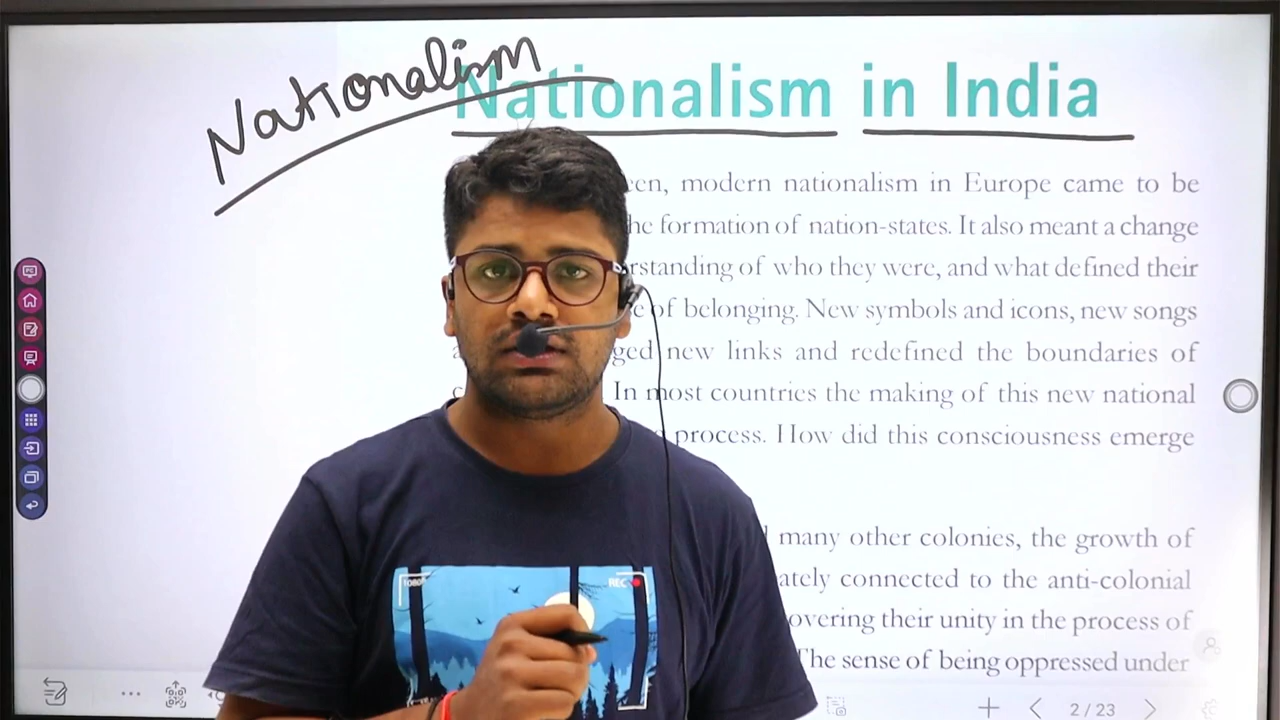 Nationalism
Nationalism in India
een, modern nationalism in Europe came to be
he formation of nation-states. It also meant a change
rstanding of who they were, and what defined their
e of belonging. New symbols and icons, new songs
ged new links and redefined the boundaries of
In most countries the making of this new national
process. How did this consciousness emerge
many other colonies, the growth of
ately connected to the anti-colonial
overing their unity in the process of
The sense of being oppressed under
REC
2/23